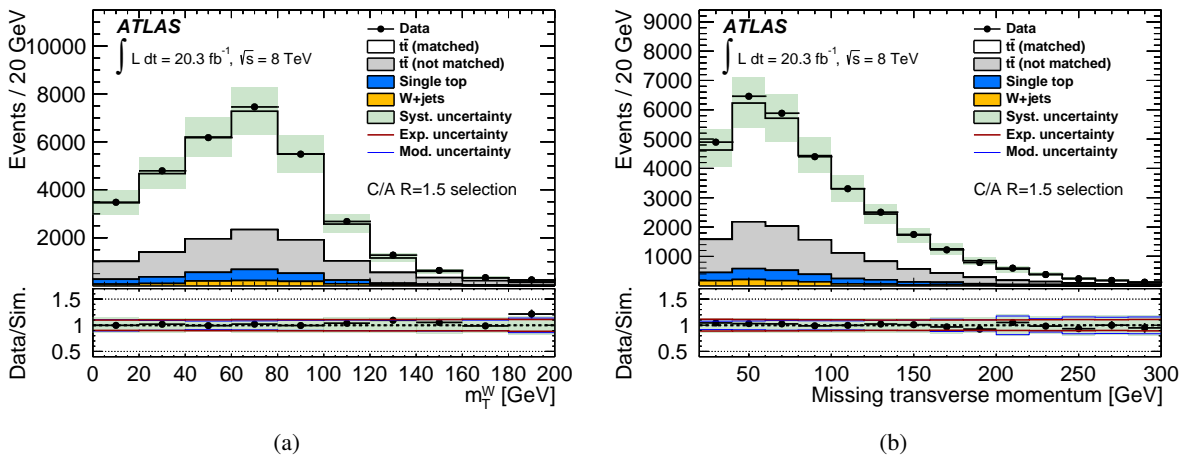 Events / 20 GeV
10000
8000
6000
4000
2000
ATLAS
∫ L dt = 20.3 fb⁻¹, √s = 8 TeV
Data
tt̄ (matched)
tt̄ (not matched)
Single top
W+jets
Syst. uncertainty
Exp. uncertainty
Mod. uncertainty
C/A R=1.5 selection
Data/Sim.
1.5
1
0.5
0 20 40 60 80 100 120 140 160 180 200
m_T^W [GeV]
(a)
Events / 20 GeV
9000
8000
7000
6000
5000
4000
3000
2000
1000
ATLAS
∫ L dt = 20.3 fb⁻¹, √s = 8 TeV
Data
tt̄ (matched)
tt̄ (not matched)
Single top
W+jets
Syst. uncertainty
Exp. uncertainty
Mod. uncertainty
C/A R=1.5 selection
Data/Sim.
1.5
1
0.5
50 100 150 200 250 300
Missing transverse momentum [GeV]
(b)